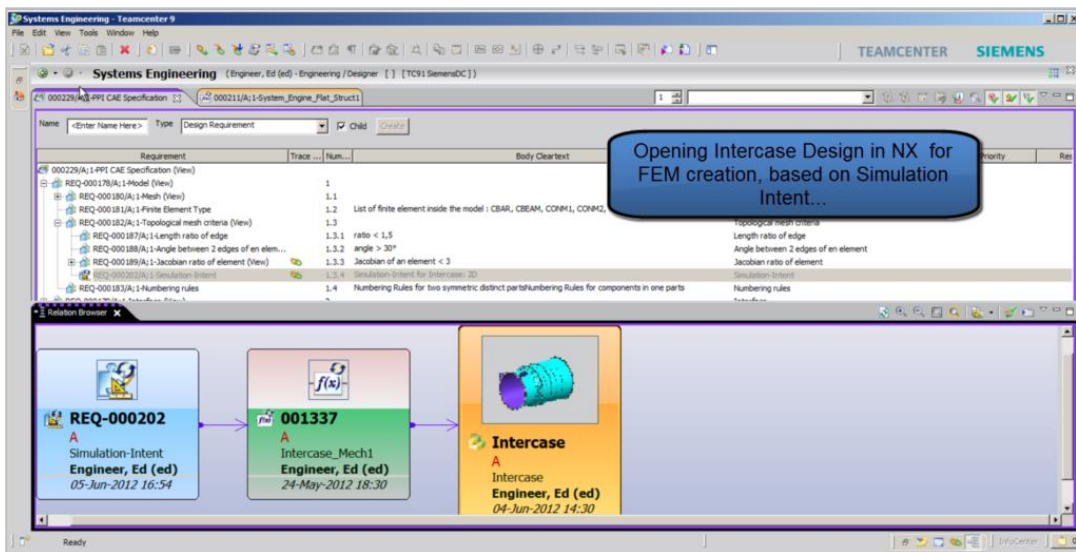 Systems Engineering - Teamcenter 9
File Edit View Tools Window Help
TEAMCENTER SIEMENS
Systems Engineering (Engineer, Ed (ed) - Engineering / Designer [ ] [TC91 SiemensDC])
000229/A;1-PPI CAE Specification 000211/A;1-System_Engine_Flat_Struct1 1
Name <Enter Name Here> Type Design Requirement Child Create
Requirement Trace ... Num... Body Cleartext Priority
000229/A;1-PPI CAE Specification (View)
REQ-000178/A;1-Model (View) 1
REQ-000180/A;1-Mesh (View) 1.1
REQ-000181/A;1-Finite Element Type 1.2 List of finite element inside the model : CBAR, CBEAM, CONM1, CONM2,
REQ-000182/A;1-Topological mesh criteria (View) 1.3 Topological mesh criteria
REQ-000187/A;1-Length ratio of edge 1.3.1 ratio < 1,5 Length ratio of edge
REQ-000188/A;1-Angle between 2 edges of en elem... 1.3.2 angle > 30° Angle between 2 edges of en element
REQ-000189/A;1-Jacobian ratio of element (View) 1.3.3 Jacobian of an element < 3 Jacobian ratio of element
REQ-000202/A;1-Simulation-Intent 1.3.4 Simulation-Intent for Intercase: 2D Simulation-Intent
REQ-000183/A;1-Numbering rules 1.4 Numbering Rules for two symmetric distinct partsNumbering Rules for components in one parts Numbering rules
Opening Intercase Design in NX for
FEM creation, based on Simulation
Intent...
Relation Browser
REQ-000202
A
Simulation-Intent
Engineer, Ed (ed)
05-Jun-2012 16:54
f(x)
001337
A
Intercase_Mech1
Engineer, Ed (ed)
24-May-2012 18:30
Intercase
A
Intercase
Engineer, Ed (ed)
04-Jun-2012 14:30
Ready InfoCenter